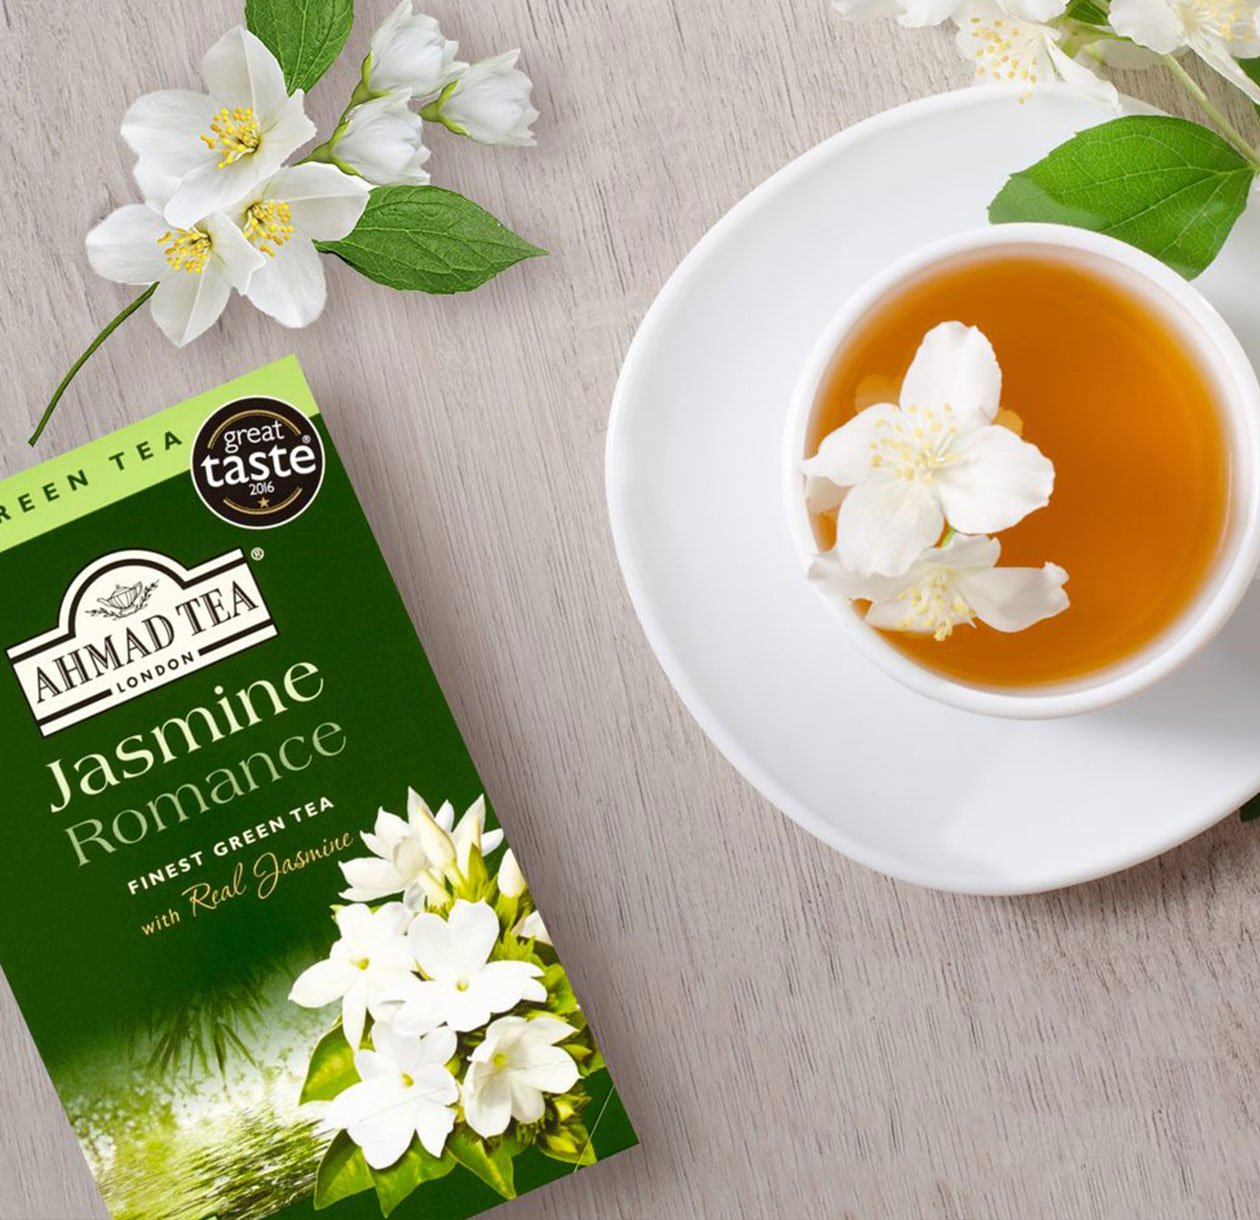 REEN TEA
great
taste®
2016
AHMAD TEA®
LONDON
Jasmine
Romance
FINEST GREEN TEA
with Real Jasmine